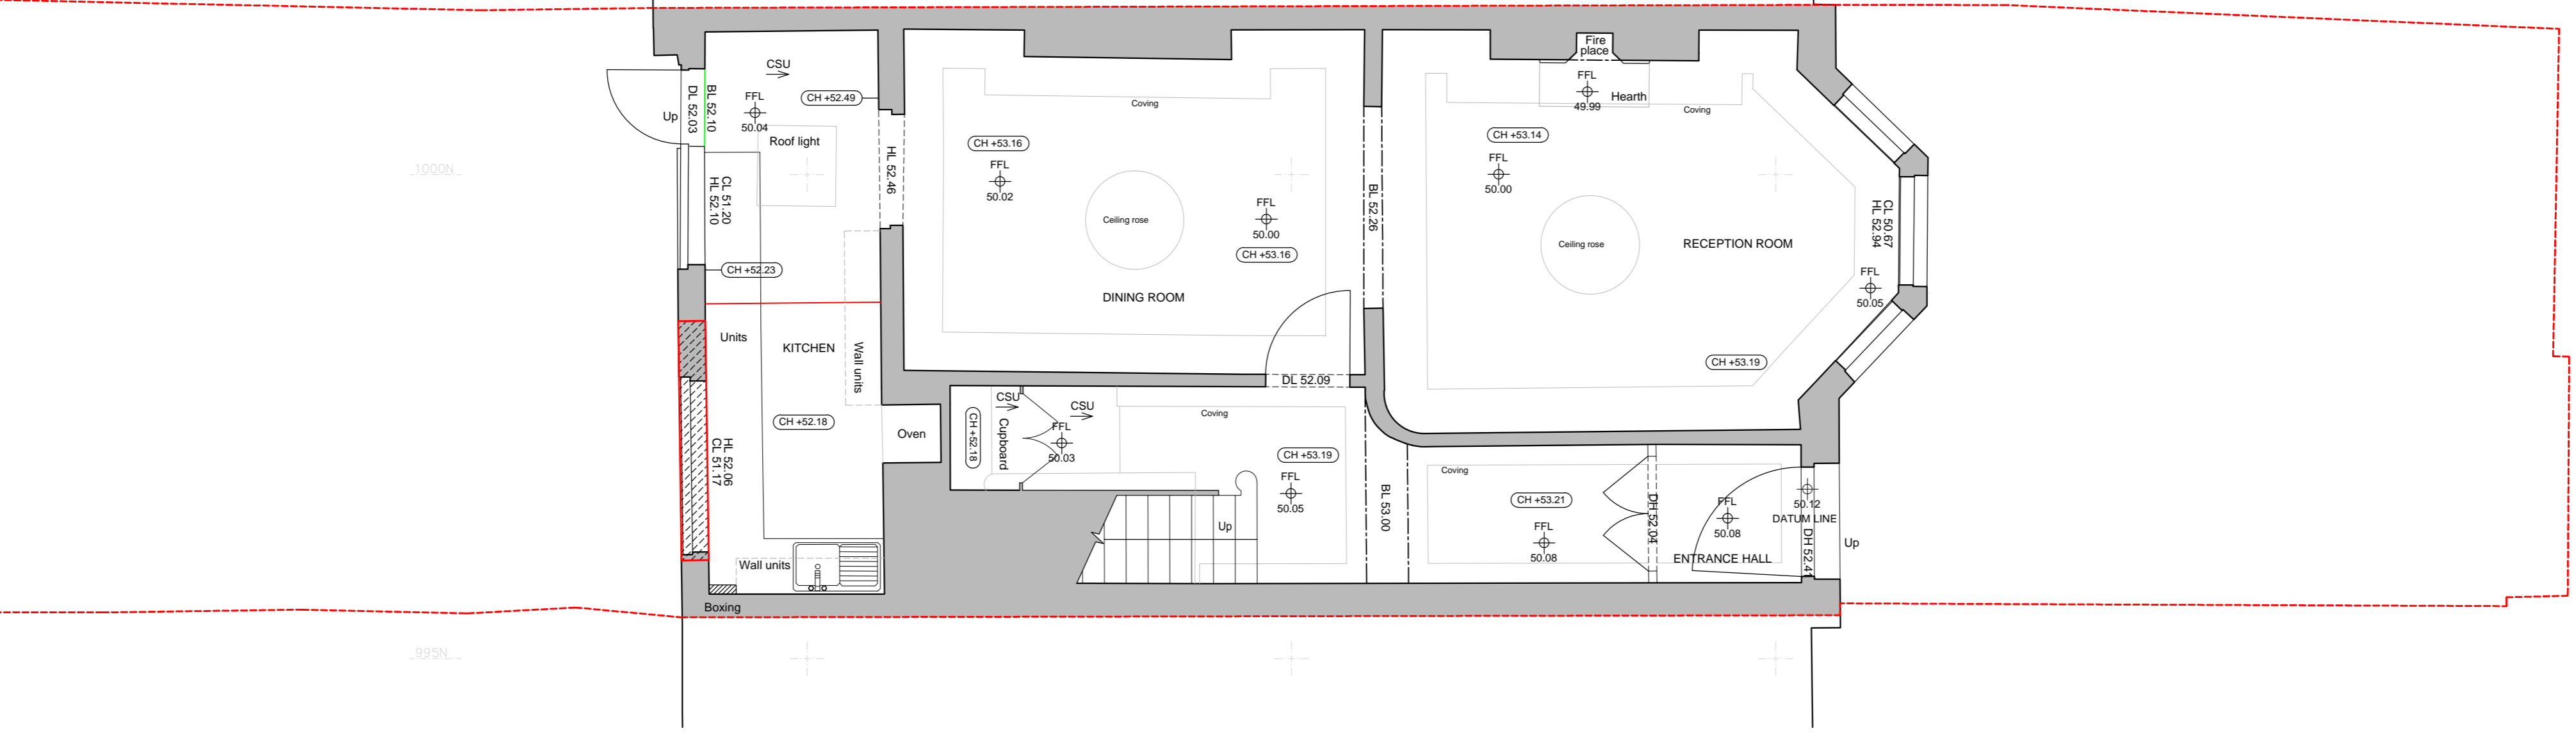 Fire
place
CSU
FFL
49.99
Hearth
DL 52.03
BL 52.10
CH +52.49
FFL
50.04
Up
Roof light
Coving
Coving
CH +53.16
CH +53.14
HL 52.46
FFL
50.02
FFL
50.00
1000N
CL 51.20
HL 52.10
Ceiling rose
FFL
50.00
BL 52.26
Ceiling rose
RECEPTION ROOM
CL 50.67
HL 52.94
CH +53.16
CH +52.23
FFL
50.05
DINING ROOM
Units
KITCHEN
Wall units
CH +53.19
DL 52.09
CSU
CSU
Coving
CH +52.18
Oven
CH +52.18
Cupboard
FFL
50.03
HL 52.06
CL 51.17
CH +53.19
FFL
50.05
Coving
BL 53.00
CH +53.21
FFL
50.08
DH 52.04
FFL
50.08
50.12
DATUM LINE
DH 52.41
Up
Up
ENTRANCE HALL
Wall units
Boxing
995N